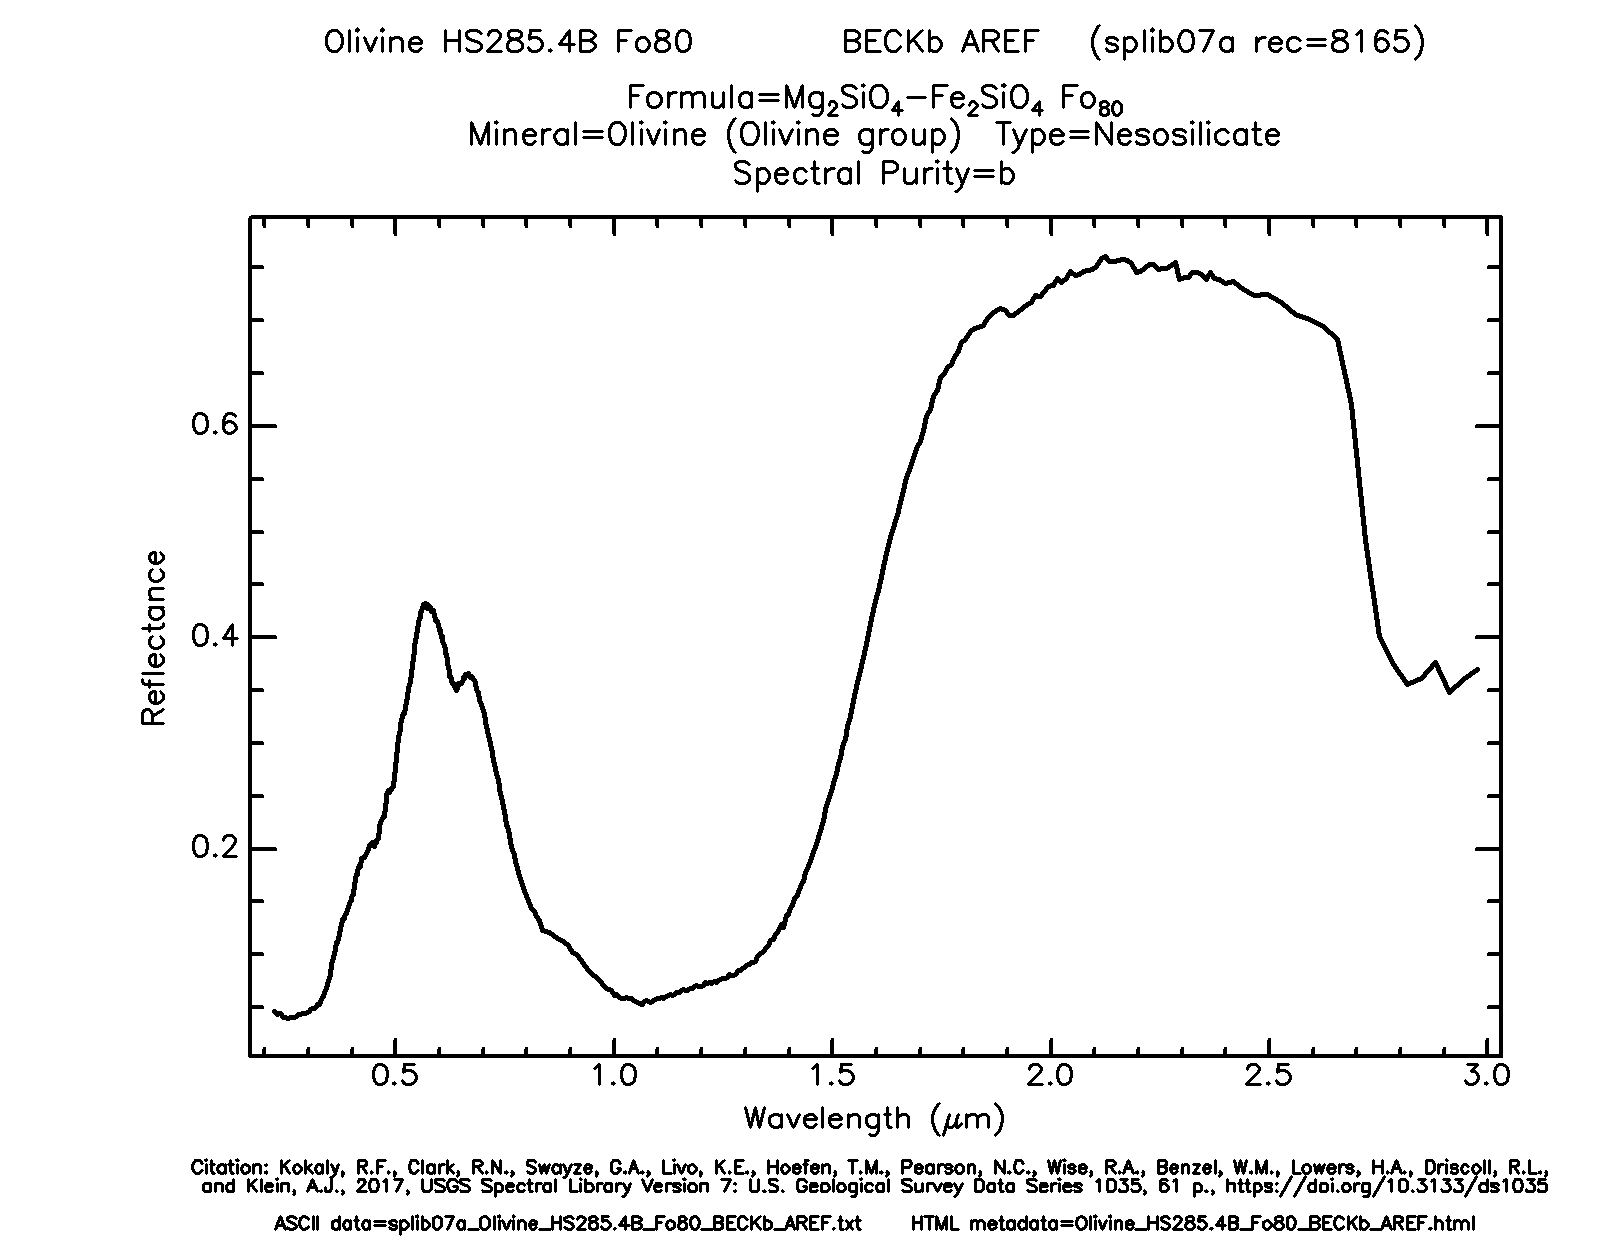 Olivine HS285.4B Fo80 BECKb AREF (splib07a rec=8165)
Formula=Mg₂SiO₄−Fe₂SiO₄ Fo₈₀
Mineral=Olivine (Olivine group) Type=Nesosilicate
Spectral Purity=b
0.6
0.4
0.2
Reflectance
0.5 1.0 1.5 2.0 2.5 3.0
Wavelength (μm)
Citation: Kokaly, R.F., Clark, R.N., Swayze, G.A., Livo, K.E., Hoefen, T.M., Pearson, N.C., Wise, R.A., Benzel, W.M., Lowers, H.A., Driscoll, R.L.,
and Klein, A.J., 2017, USGS Spectral Library Version 7: U.S. Geological Survey Data Series 1035, 61 p., https://doi.org/10.3133/ds1035
ASCII data=splib07a_Olivine_HS285.4B_Fo80_BECKb_AREF.txt HTML metadata=Olivine_HS285.4B_Fo80_BECKb_AREF.html